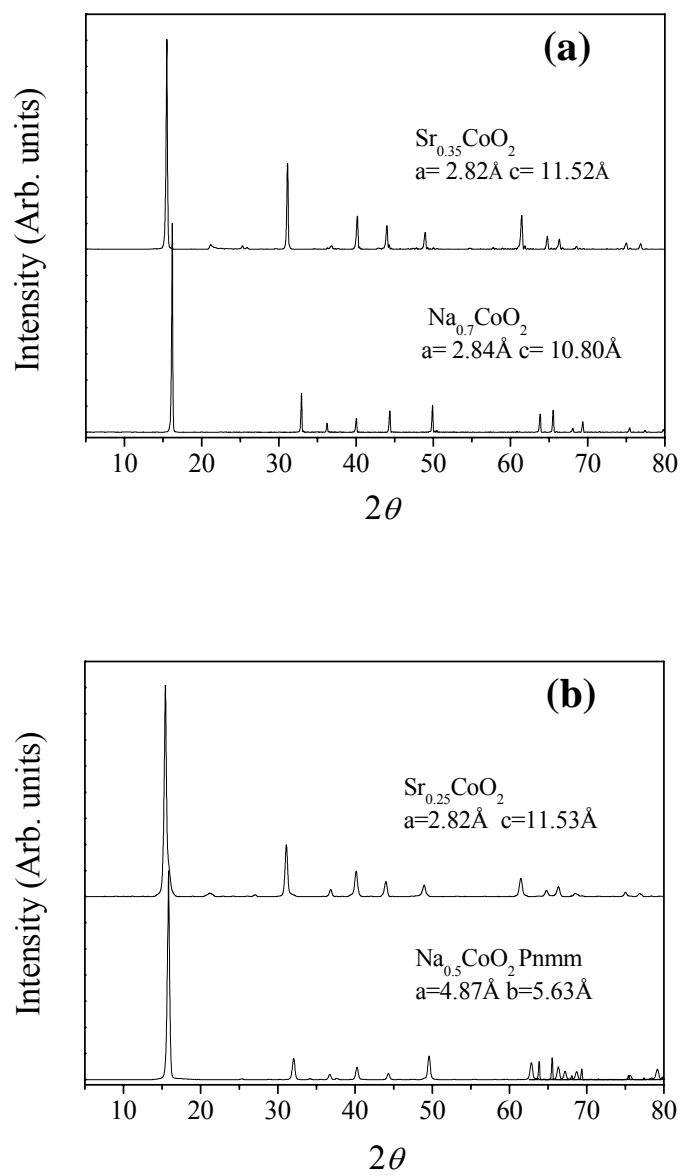 (a)
Sr0.35CoO2
a= 2.82Å c= 11.52Å
Na0.7CoO2
a= 2.84Å c= 10.80Å
Intensity (Arb. units)
10 20 30 40 50 60 70 80
2θ
(b)
Sr0.25CoO2
a=2.82Å c=11.53Å
Na0.5CoO2 Pnmm
a=4.87Å b=5.63Å
Intensity (Arb. units)
10 20 30 40 50 60 70 80
2θ